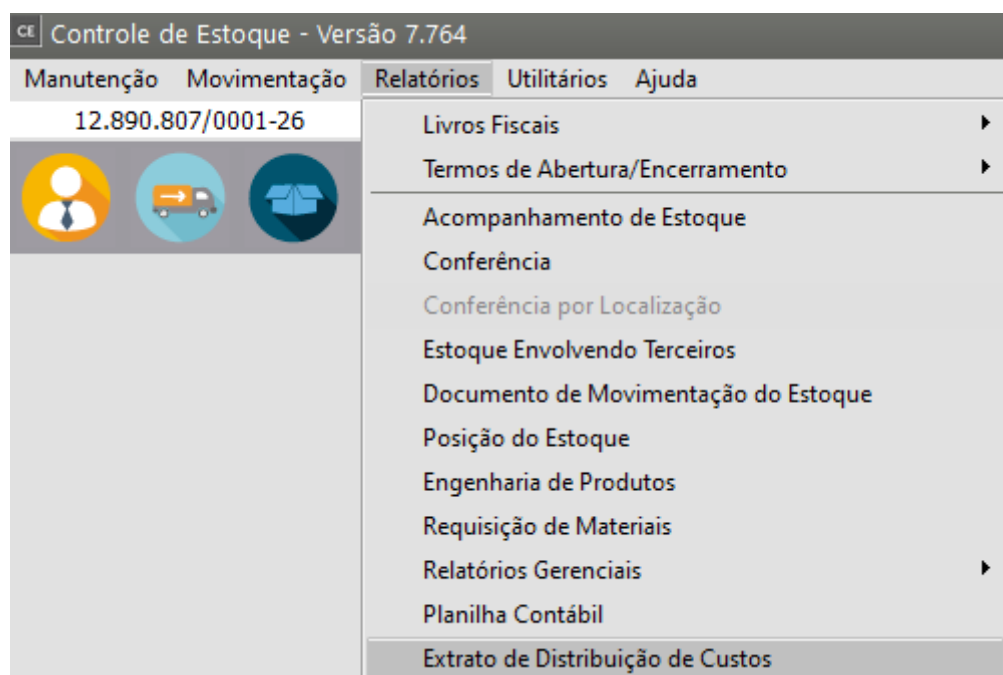 CE Controle de Estoque - Versão 7.764
Manutenção Movimentação Relatórios Utilitários Ajuda
12.890.807/0001-26
Livros Fiscais
Termos de Abertura/Encerramento
Acompanhamento de Estoque
Conferência
Conferência por Localização
Estoque Envolvendo Terceiros
Documento de Movimentação do Estoque
Posição do Estoque
Engenharia de Produtos
Requisição de Materiais
Relatórios Gerenciais
Planilha Contábil
Extrato de Distribuição de Custos